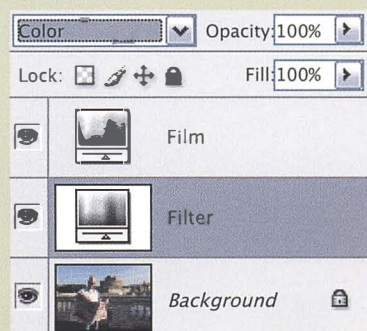 Color Opacity: 100%
Lock: Fill: 100%
Film
Filter
Background